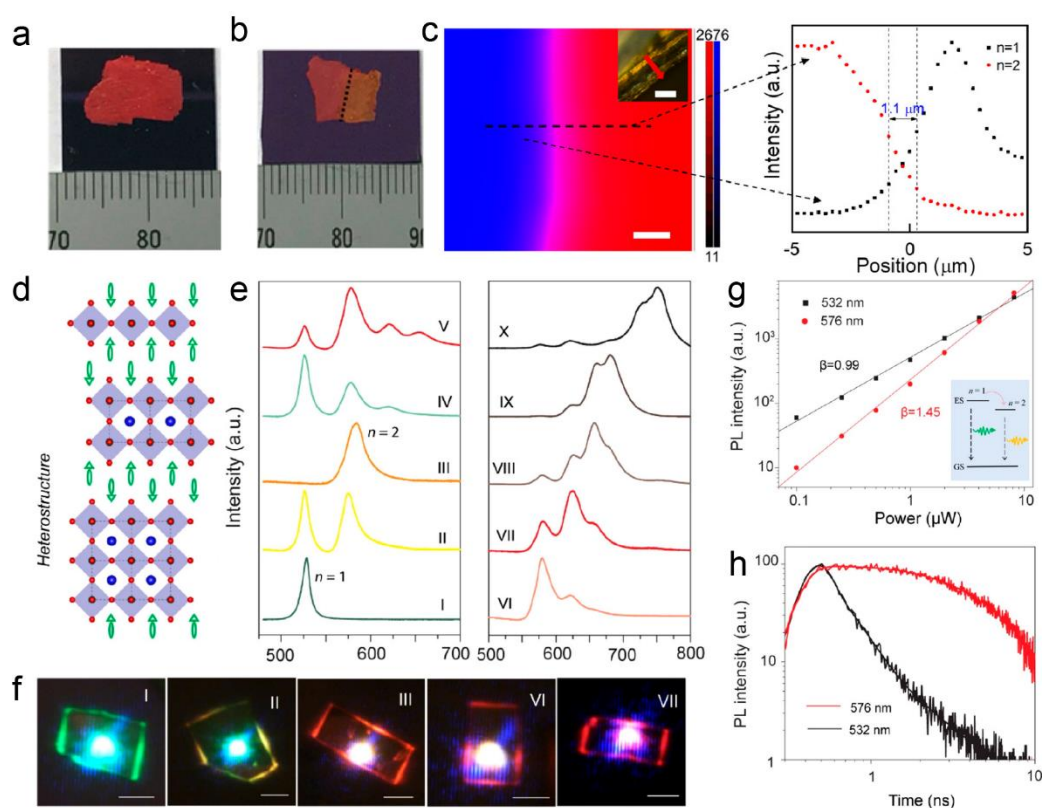 a
70 80
b
70 80 90
c
2676
11
Intensity (a.u.)
n=1
n=2
1.1 μm
-5 0 5
Position (μm)
d
Heterostructure
e
Intensity (a.u.)
V
IV
n = 2
III
II
n = 1
I
500 600 700
X
IX
VIII
VII
VI
500 600 700 800
f
I
II
III
VI
VII
g
PL intensity (a.u.)
532 nm
576 nm
β=0.99
β=1.45
10³
10²
10
0.1 1 10
Power (μW)
n = 1
ES
n = 2
GS
h
PL intensity (a.u.)
100
10
1
576 nm
532 nm
1 10
Time (ns)